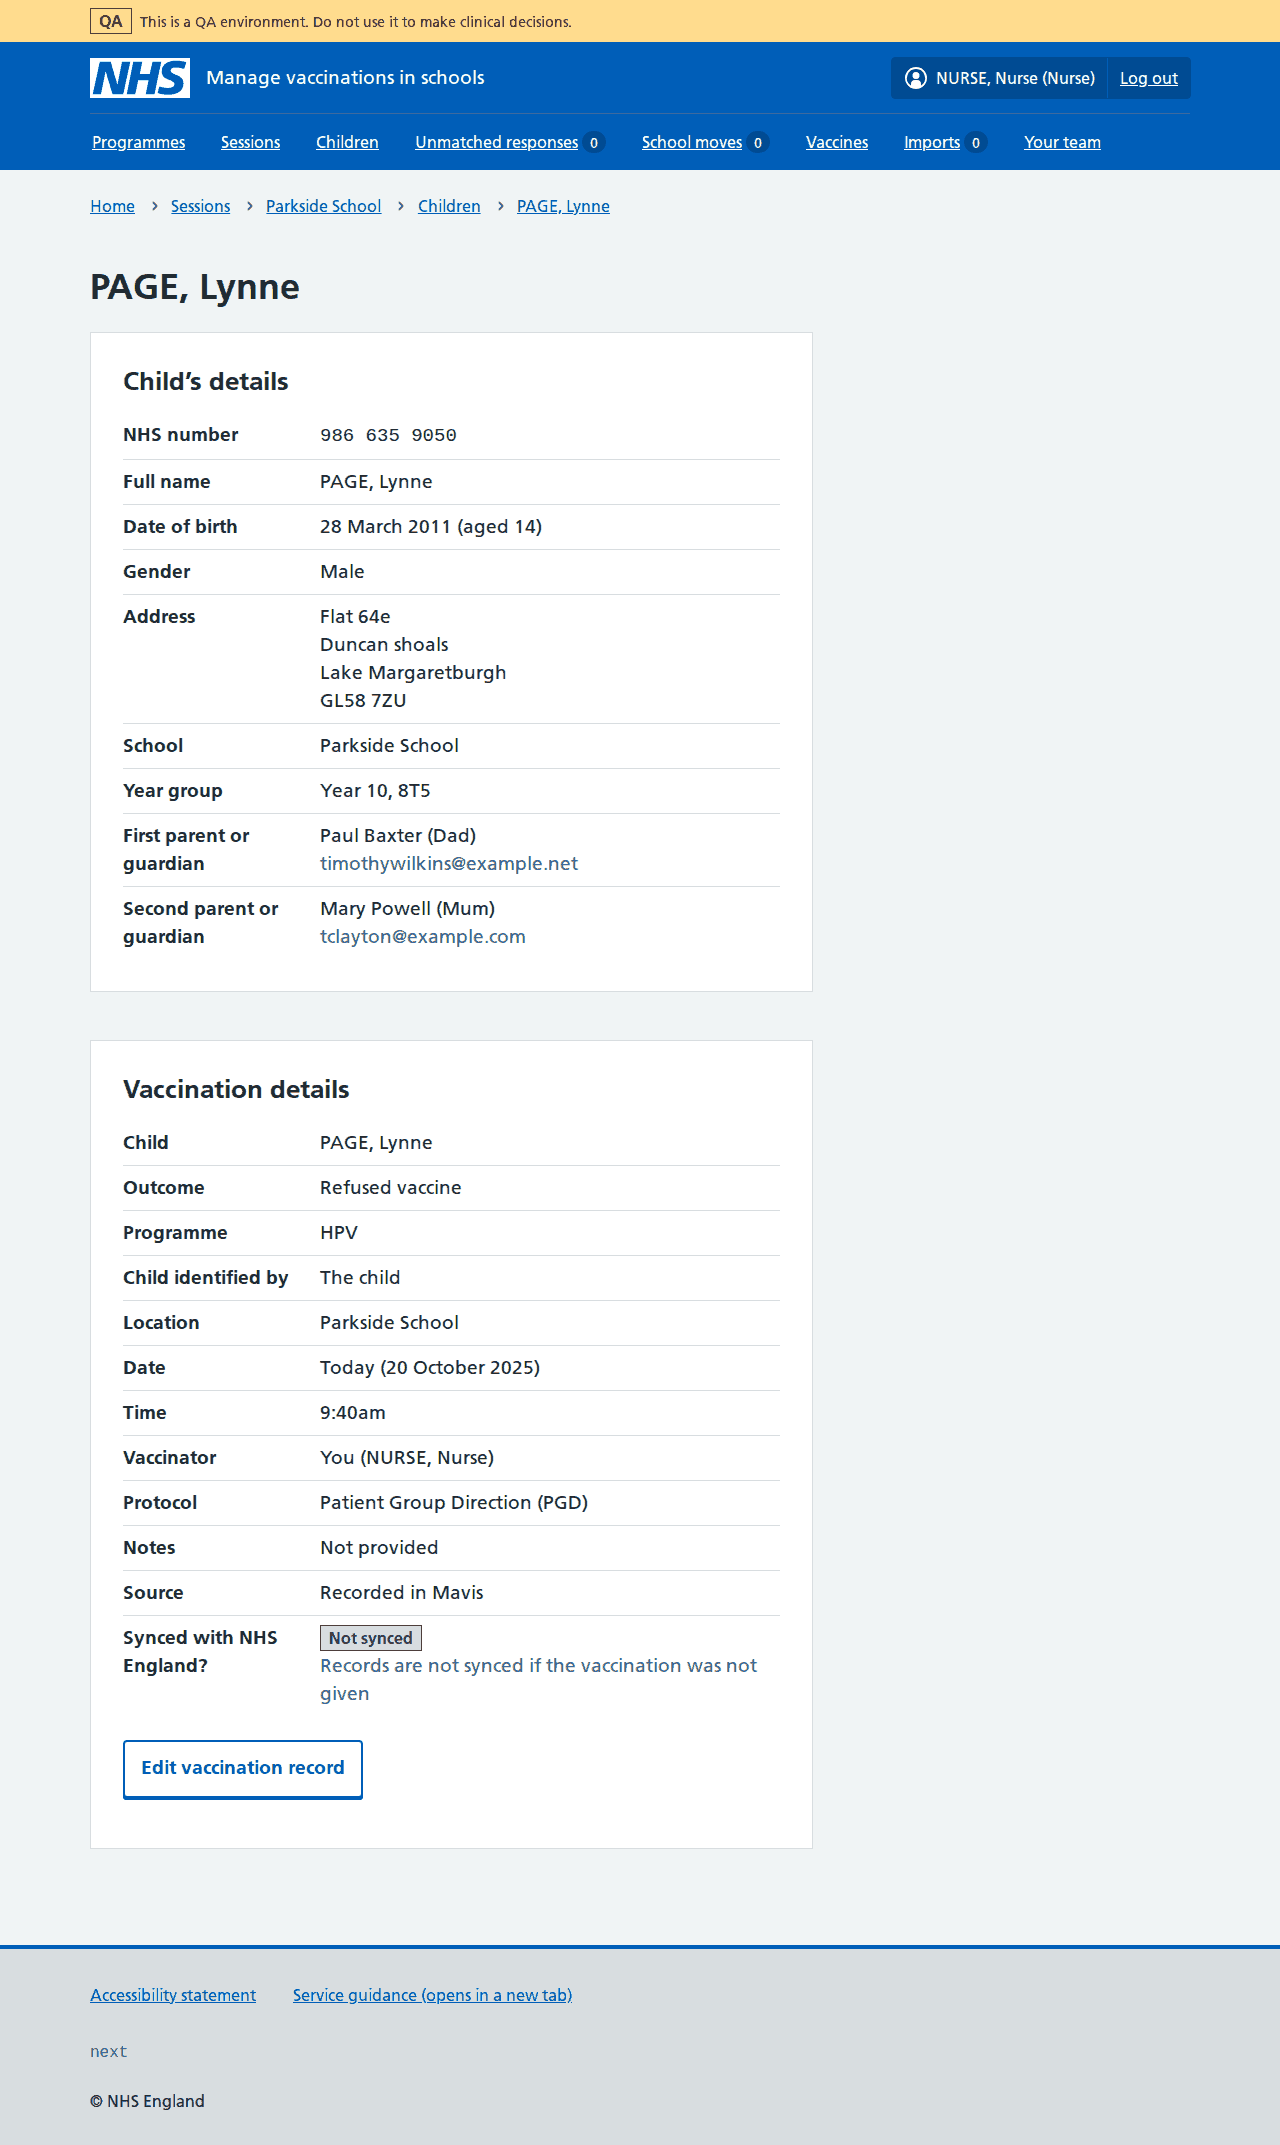 QA This is a QA environment. Do not use it to make clinical decisions.
NHS Manage vaccinations in schools NURSE, Nurse (Nurse) Log out
Programmes Sessions Children Unmatched responses 0 School moves 0 Vaccines Imports 0 Your team
Home Sessions Parkside School Children PAGE, Lynne
PAGE, Lynne
Child’s details
NHS number 986 635 9050
Full name PAGE, Lynne
Date of birth 28 March 2011 (aged 14)
Gender Male
Address Flat 64e
Duncan shoals
Lake Margaretburgh
GL58 7ZU
School Parkside School
Year group Year 10, 8T5
First parent or guardian Paul Baxter (Dad)
timothywilkins@example.net
Second parent or guardian Mary Powell (Mum)
tclayton@example.com
Vaccination details
Child PAGE, Lynne
Outcome Refused vaccine
Programme HPV
Child identified by The child
Location Parkside School
Date Today (20 October 2025)
Time 9:40am
Vaccinator You (NURSE, Nurse)
Protocol Patient Group Direction (PGD)
Notes Not provided
Source Recorded in Mavis
Synced with NHS England? Not synced
Records are not synced if the vaccination was not
given
Edit vaccination record
Accessibility statement Service guidance (opens in a new tab)
next
© NHS England